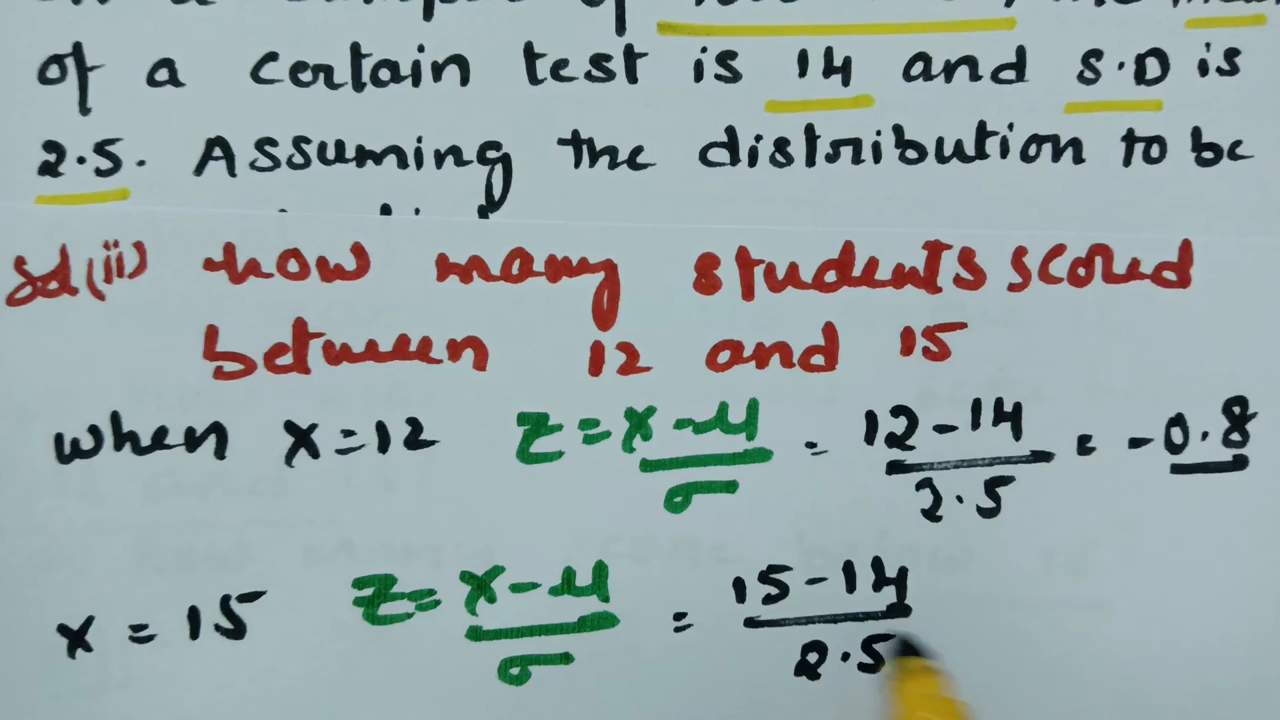 of a certain test is 14 and S.D is
2.5. Assuming the distribution to be
(ii) how many students scored
between 12 and 15
when x=12 Z=x-μ/σ = 12-14/2.5 = -0.8
x = 15 Z= x-μ/σ = 15-14/2.5